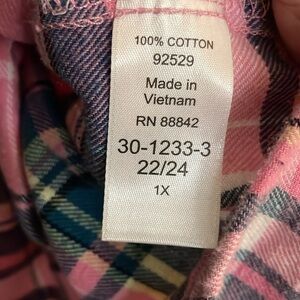 100% COTTON
92529
Made in
Vietnam
RN 88842
30-1233-3
22/24
1X